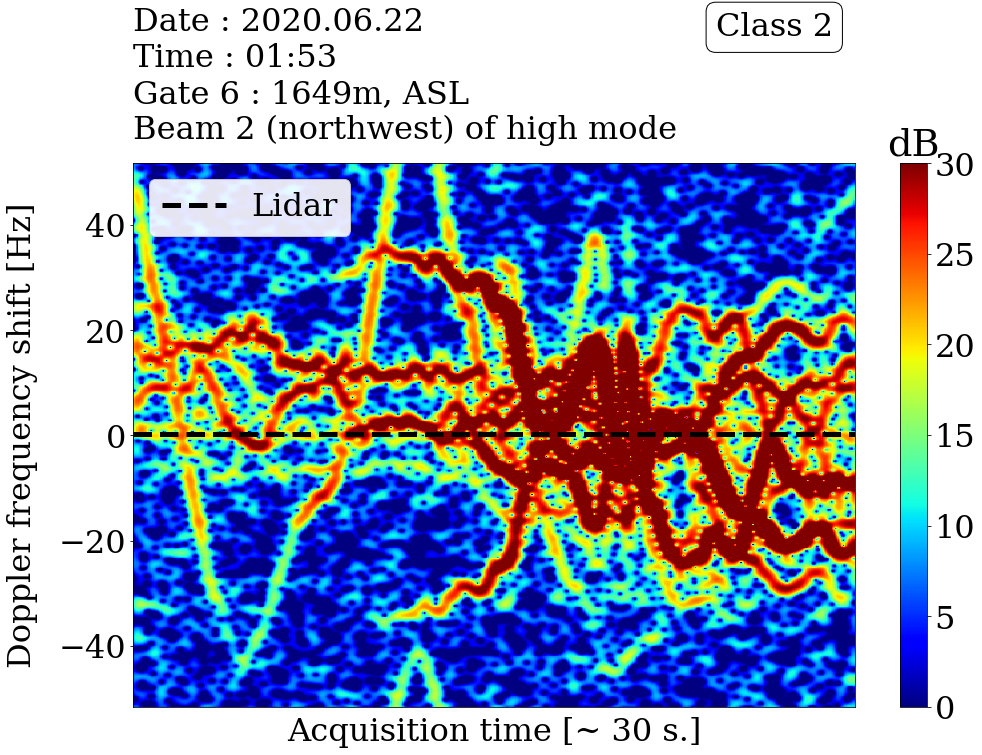 Date : 2020.06.22
Time : 01:53
Gate 6 : 1649m, ASL
Beam 2 (northwest) of high mode
Class 2
dB
Lidar
Doppler frequency shift [Hz]
40
20
0
−20
−40
30
25
20
15
10
5
0
Acquisition time [~ 30 s.]